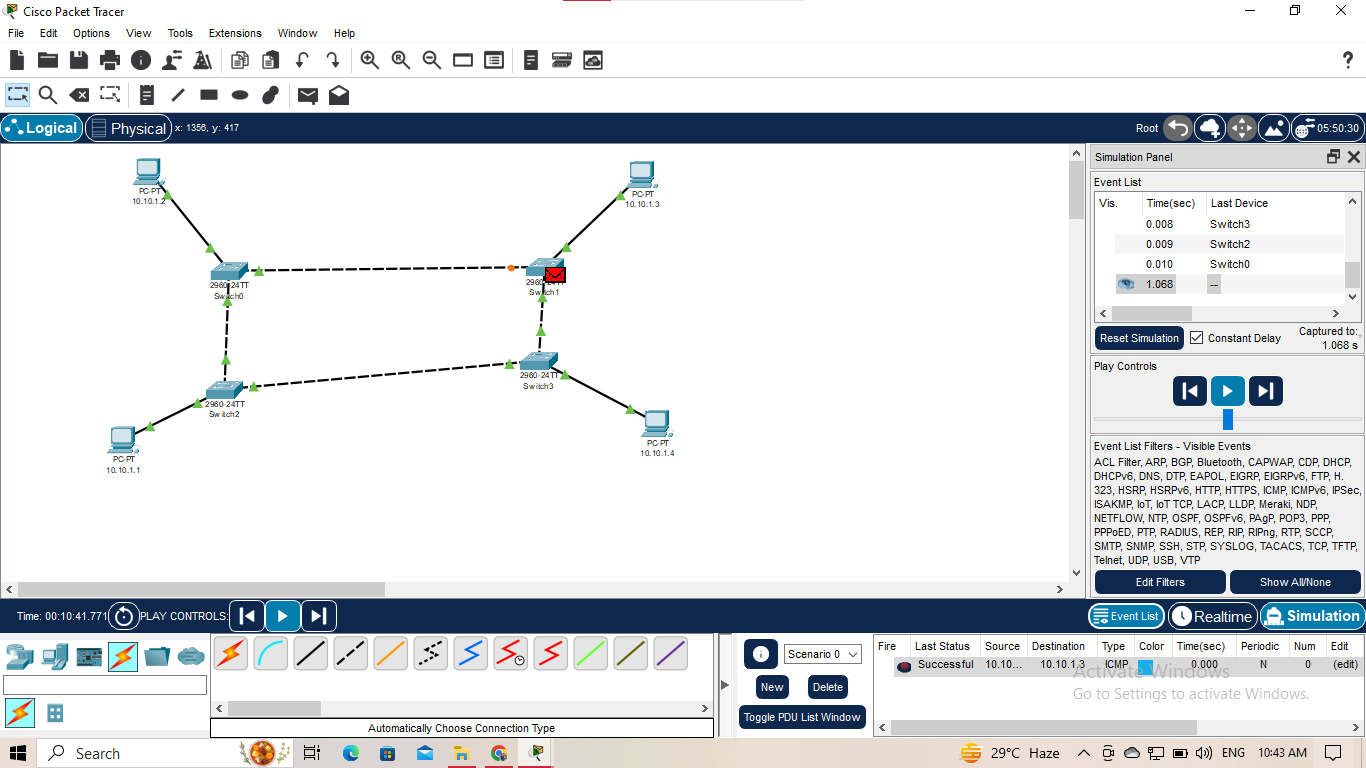 Cisco Packet Tracer
File Edit Options View Tools Extensions Window Help
Logical Physical x: 1356, y: 417
Root 05:50:30
PC-PT
10.10.1.2
PC-PT
10.10.1.3
2960-24TT
Switch0
2960-24TT
Switch1
2960-24TT
Switch2
2960-24TT
Switch3
PC-PT
10.10.1.1
PC-PT
10.10.1.4
Simulation Panel
Event List
Vis. Time(sec) Last Device
0.008 Switch3
0.009 Switch2
0.010 Switch0
1.068 --
Reset Simulation Constant Delay Captured to:
1.068 s
Play Controls
Event List Filters - Visible Events
ACL Filter, ARP, BGP, Bluetooth, CAPWAP, CDP, DHCP,
DHCPv6, DNS, DTP, EAPOL, EIGRP, EIGRPv6, FTP, H.
323, HSRP, HSRPv6, HTTP, HTTPS, ICMP, ICMPv6, IPSec,
ISAKMP, IoT, IoT TCP, LACP, LLDP, Meraki, NDP,
NETFLOW, NTP, OSPF, OSPFv6, PAgP, POP3, PPP,
PPPoED, PTP, RADIUS, REP, RIP, RIPng, RTP, SCCP,
SMTP, SNMP, SSH, STP, SYSLOG, TACACS, TCP, TFTP,
Telnet, UDP, USB, VTP
Edit Filters Show All/None
Time: 00:10:41.771 PLAY CONTROLS:
Event List Realtime Simulation
Automatically Choose Connection Type
Scenario 0
New Delete
Toggle PDU List Window
Fire Last Status Source Destination Type Color Time(sec) Periodic Num Edit
Successful 10.10... 10.10.1.3 ICMP 0.000 N 0 (edit)
Activate Windows
Go to Settings to activate Windows.
Search
29°C Haze ENG 10:43 AM